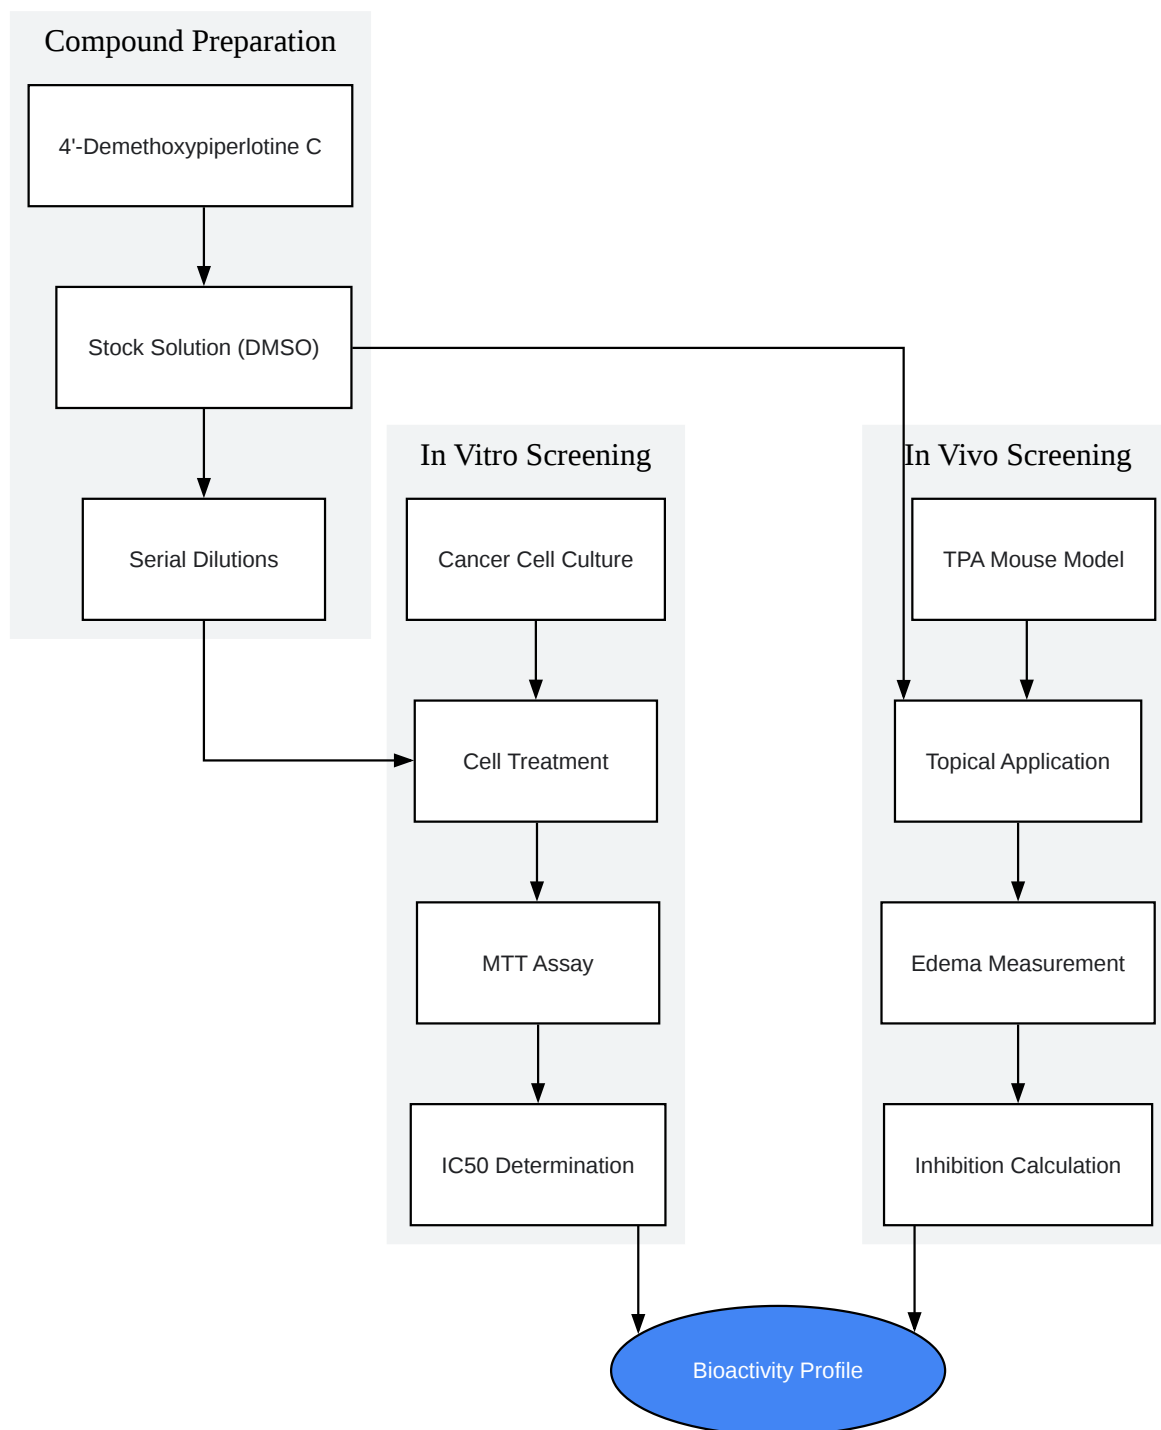 Compound Preparation
4'-Demethoxypiperlotine C
Stock Solution (DMSO)
Serial Dilutions
In Vitro Screening
Cancer Cell Culture
Cell Treatment
MTT Assay
IC50 Determination
In Vivo Screening
TPA Mouse Model
Topical Application
Edema Measurement
Inhibition Calculation
Bioactivity Profile